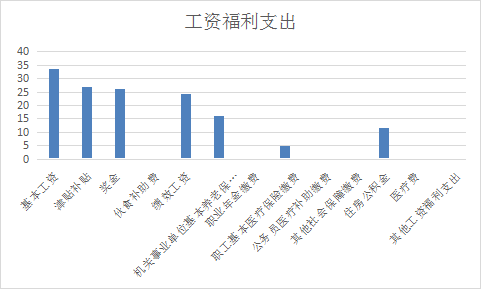 工资福利支出
40
35
30
25
20
15
10
5
0
基本工资
津贴补贴
奖金
伙食补助费
绩效工资
机关事业单位基本养老保…
职业年金缴费
职工基本医疗保险缴费
公务员医疗补助缴费
其他社会保障缴费
住房公积金
医疗费
其他工资福利支出